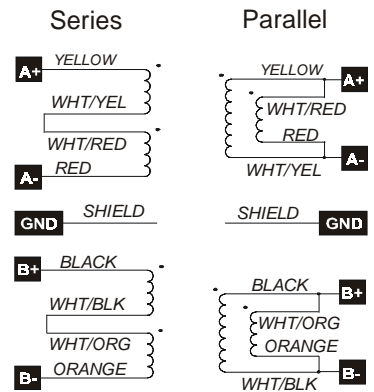 Series
A+
YELLOW
WHT/YEL
WHT/RED
A-
RED
GND
SHIELD
B+
BLACK
WHT/BLK
WHT/ORG
B-
ORANGE
Parallel
YELLOW
A+
WHT/RED
RED
A-
WHT/YEL
SHIELD
GND
BLACK
B+
WHT/ORG
ORANGE
B-
WHT/BLK